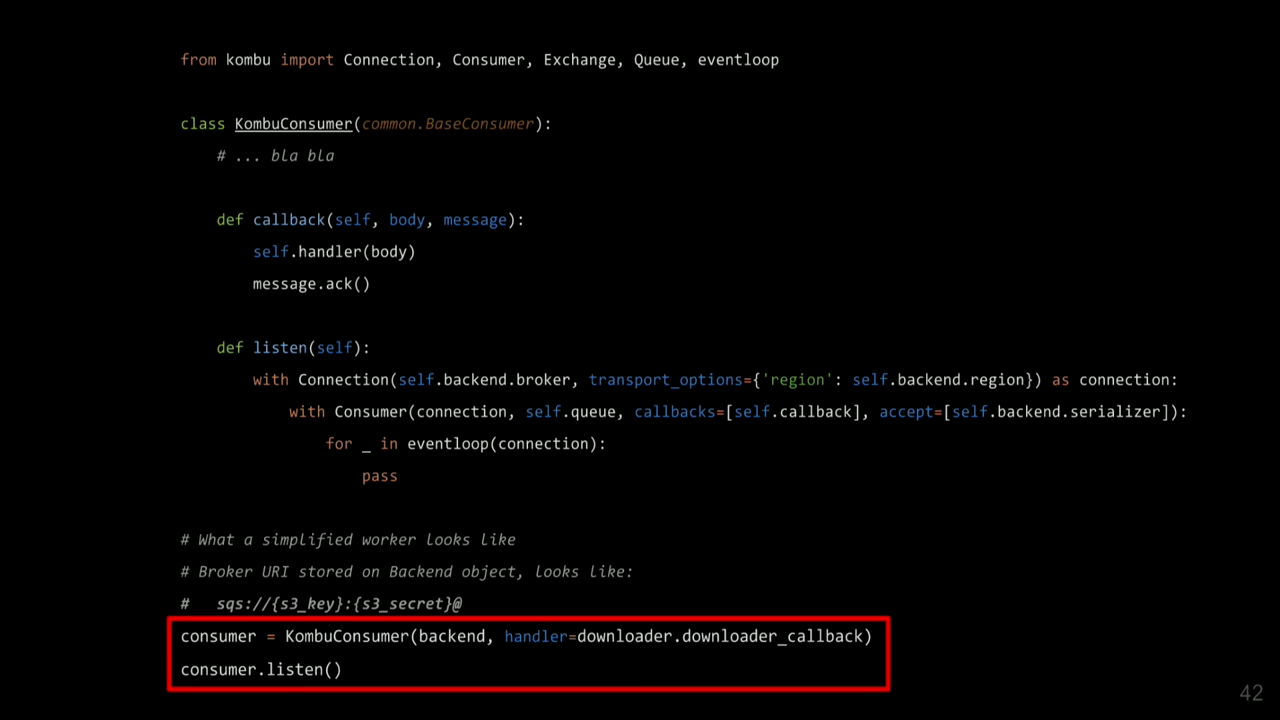 from kombu import Connection, Consumer, Exchange, Queue, eventloop
class KombuConsumer(common.BaseConsumer):
# ... bla bla
def callback(self, body, message):
self.handler(body)
message.ack()
def listen(self):
with Connection(self.backend.broker, transport_options={'region': self.backend.region}) as connection:
with Consumer(connection, self.queue, callbacks=[self.callback], accept=[self.backend.serializer]):
for _ in eventloop(connection):
pass
# What a simplified worker looks like
# Broker URI stored on Backend object, looks like:
# sqs://{s3_key}:{s3_secret}@
consumer = KombuConsumer(backend, handler=downloader.downloader_callback)
consumer.listen()
42